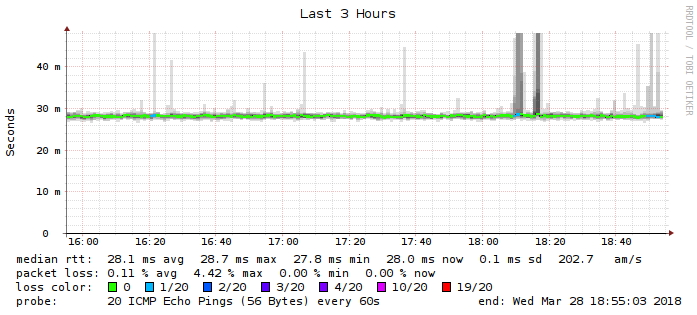 Last 3 Hours
RRDTOOL / TOBI OETIKER
Seconds
40 m
30 m
20 m
10 m
0
16:00 16:20 16:40 17:00 17:20 17:40 18:00 18:20 18:40
median rtt: 28.1 ms avg 28.7 ms max 27.8 ms min 28.0 ms now 0.1 ms sd 202.7 am/s
packet loss: 0.11 % avg 4.42 % max 0.00 % min 0.00 % now
loss color: 0 1/20 2/20 3/20 4/20 10/20 19/20
probe: 20 ICMP Echo Pings (56 Bytes) every 60s end: Wed Mar 28 18:55:03 2018